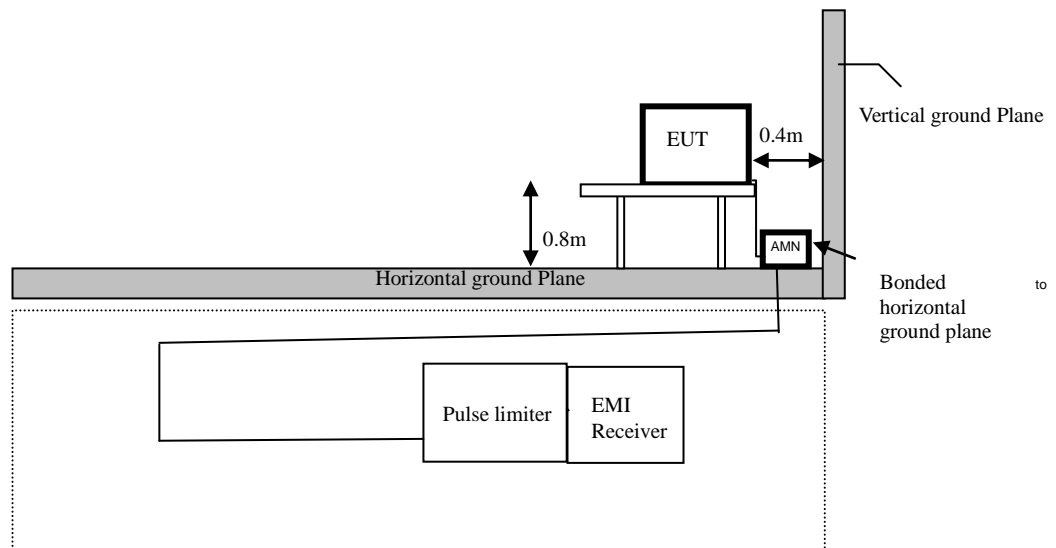 EUT
0.4m
Vertical ground Plane
0.8m
AMN
Horizontal ground Plane
Bonded to
horizontal
ground plane
Pulse limiter
EMI
Receiver